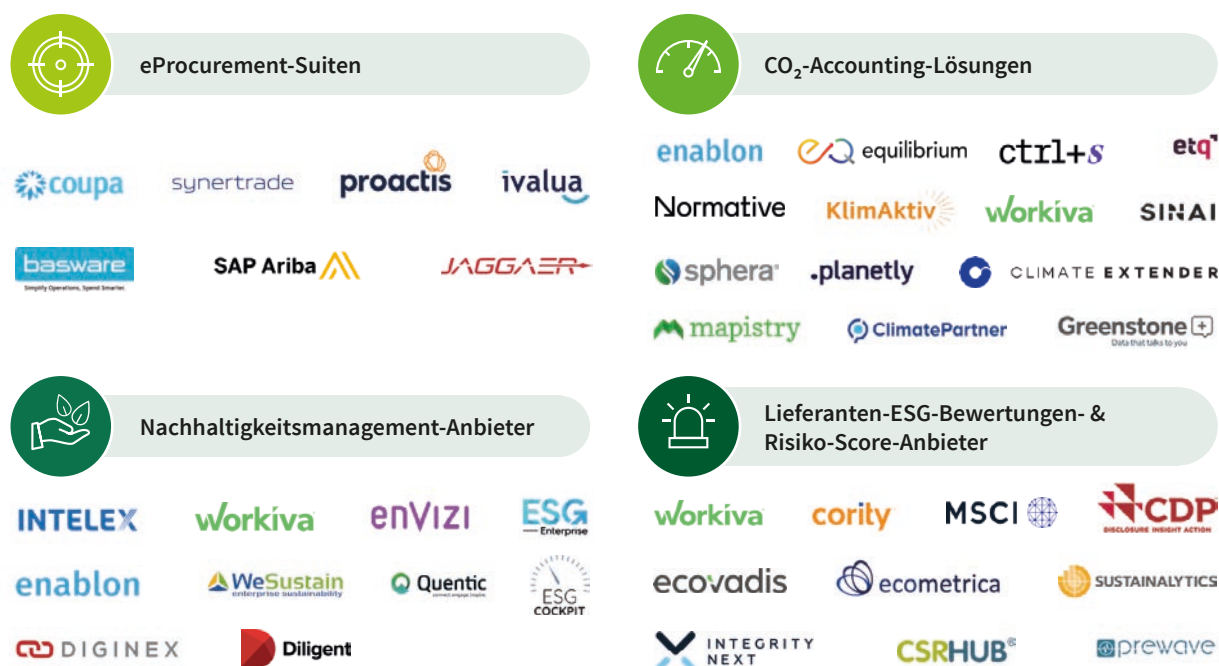 eProcurement-Suiten
coupa
synertrade
proactis
ivalua
basware
Simplify Operations, Spend Smarter.
SAP Ariba
JAGGAER
CO₂-Accounting-Lösungen
enablon
equilibrium
ctrl+s
etq
Normative
KlimAktiv
workiva
SINAI
sphera
.planetly
CLIMATE EXTENDER
mapistry
ClimatePartner
Greenstone +
Data that talks to you
Nachhaltigkeitsmanagement-Anbieter
INTELEX
workiva
envizi
ESG
Enterprise
enablon
WeSustain
enterprise sustainability
Quentic
connect. engage. inspire.
ESG
COCKPIT
DIGINEX
Diligent
Lieferanten-ESG-Bewertungen- &
Risiko-Score-Anbieter
workiva
cority
MSCI
CDP
DISCLOSURE INSIGHT ACTION
ecovadis
ecometrica
SUSTAINALYTICS
INTEGRITY
NEXT
CSRHUB®
prewave